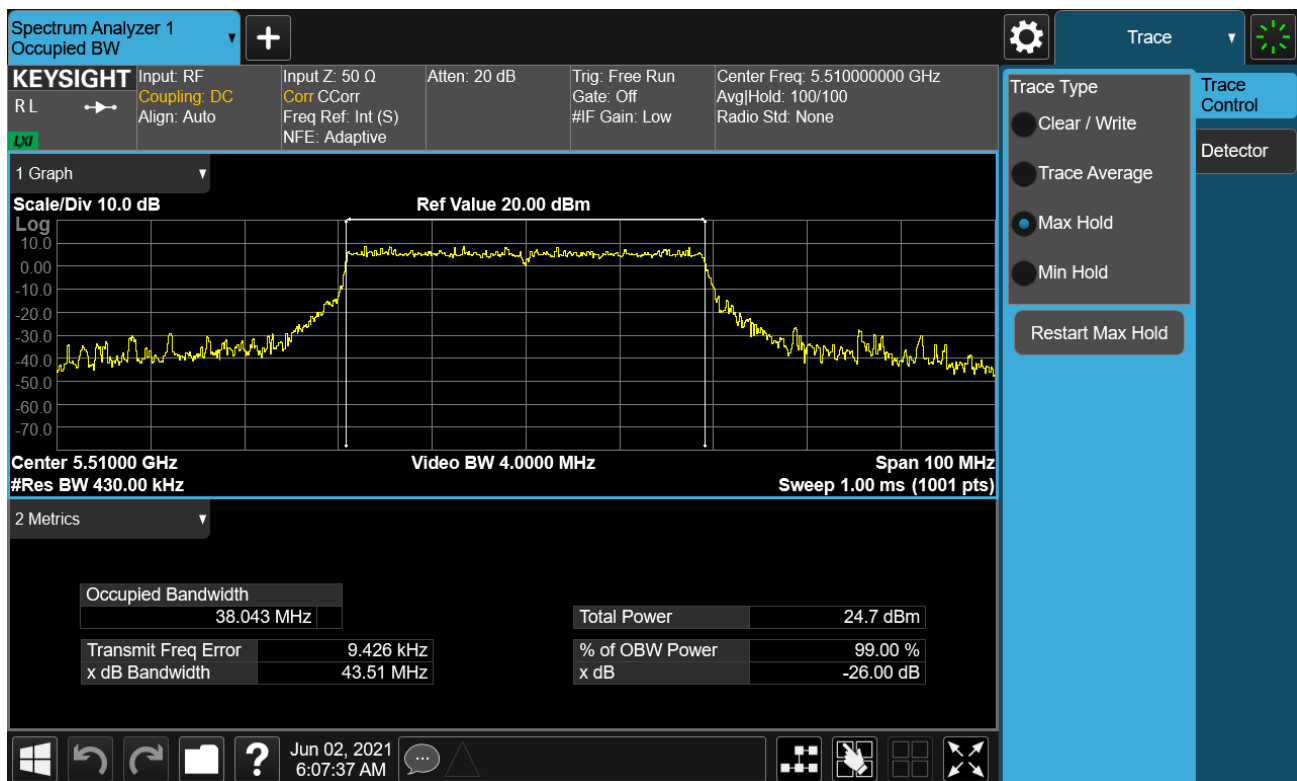 Spectrum Analyzer 1
Occupied BW
Trace
KEYSIGHT
R L
LXI
Input: RF
Coupling: DC
Align: Auto
Input Z: 50 Ω
Corr CCorr
Freq Ref: Int (S)
NFE: Adaptive
Atten: 20 dB
Trig: Free Run
Gate: Off
#IF Gain: Low
Center Freq: 5.510000000 GHz
Avg|Hold: 100/100
Radio Std: None
Trace Type
Clear / Write
Trace Average
Max Hold
Min Hold
Restart Max Hold
Trace
Control
Detector
1 Graph
Scale/Div 10.0 dB
Ref Value 20.00 dBm
Log
10.0
0.00
-10.0
-20.0
-30.0
-40.0
-50.0
-60.0
-70.0
Center 5.51000 GHz
Video BW 4.0000 MHz
Span 100 MHz
#Res BW 430.00 kHz
Sweep 1.00 ms (1001 pts)
2 Metrics
Occupied Bandwidth
38.043 MHz
Total Power 24.7 dBm
Transmit Freq Error 9.426 kHz
% of OBW Power 99.00 %
x dB Bandwidth 43.51 MHz
x dB -26.00 dB
?
Jun 02, 2021
6:07:37 AM